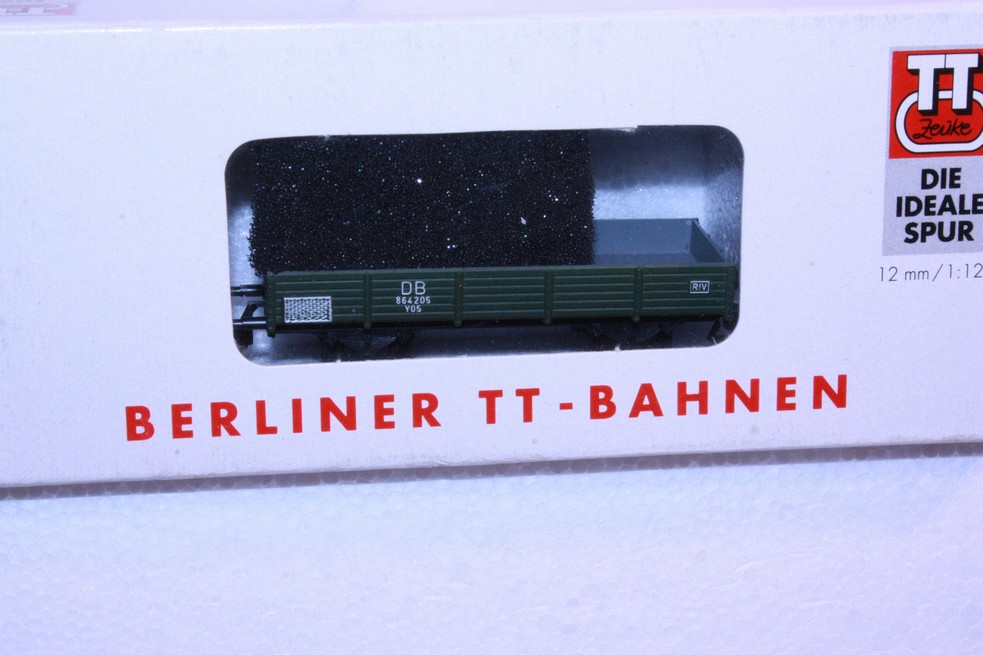 TT
Zeuke
DIE
IDEALE
SPUR
12 mm/1:12
DB
864205
Y05
RIV
BERLINER TT-BAHNEN